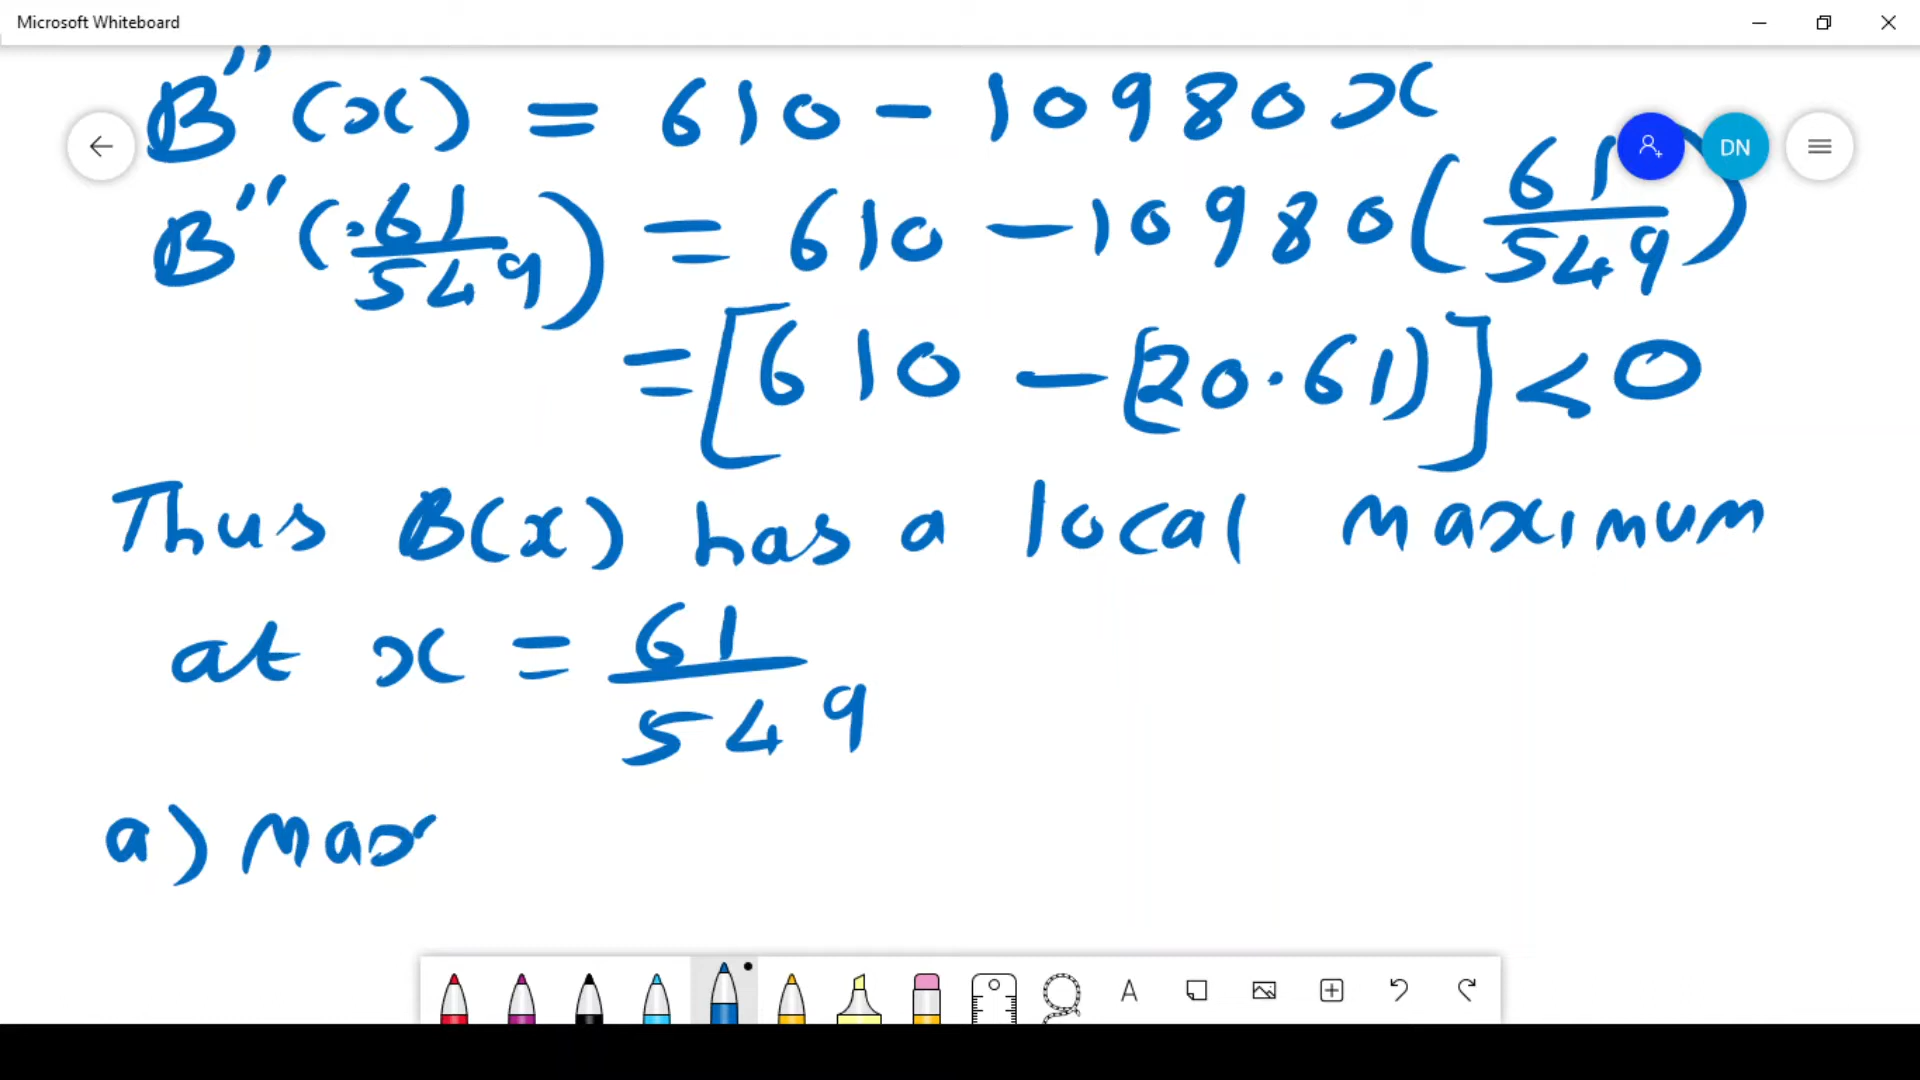 Microsoft Whiteboard
B''(x) = 610 - 10980x
B''(.61/549) = 610 - 10980(61/549)
= [610 - (20.61)] < 0
DN
Thus B(x) has a local maximum
at x = 61/549
a) Max
A